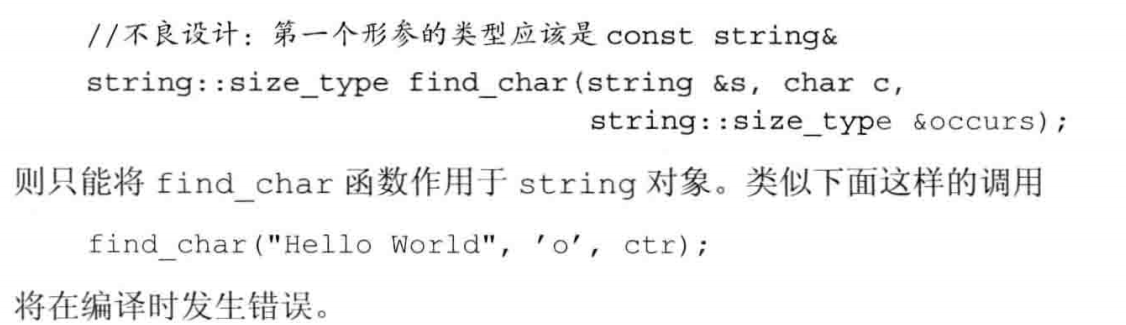 //不良设计：第一个形参的类型应该是 const string&
string::size_type find_char(string &s, char c,
string::size_type &occurs);
则只能将 find_char 函数作用于 string 对象。类似下面这样的调用
find_char("Hello World", 'o', ctr);
将在编译时发生错误。